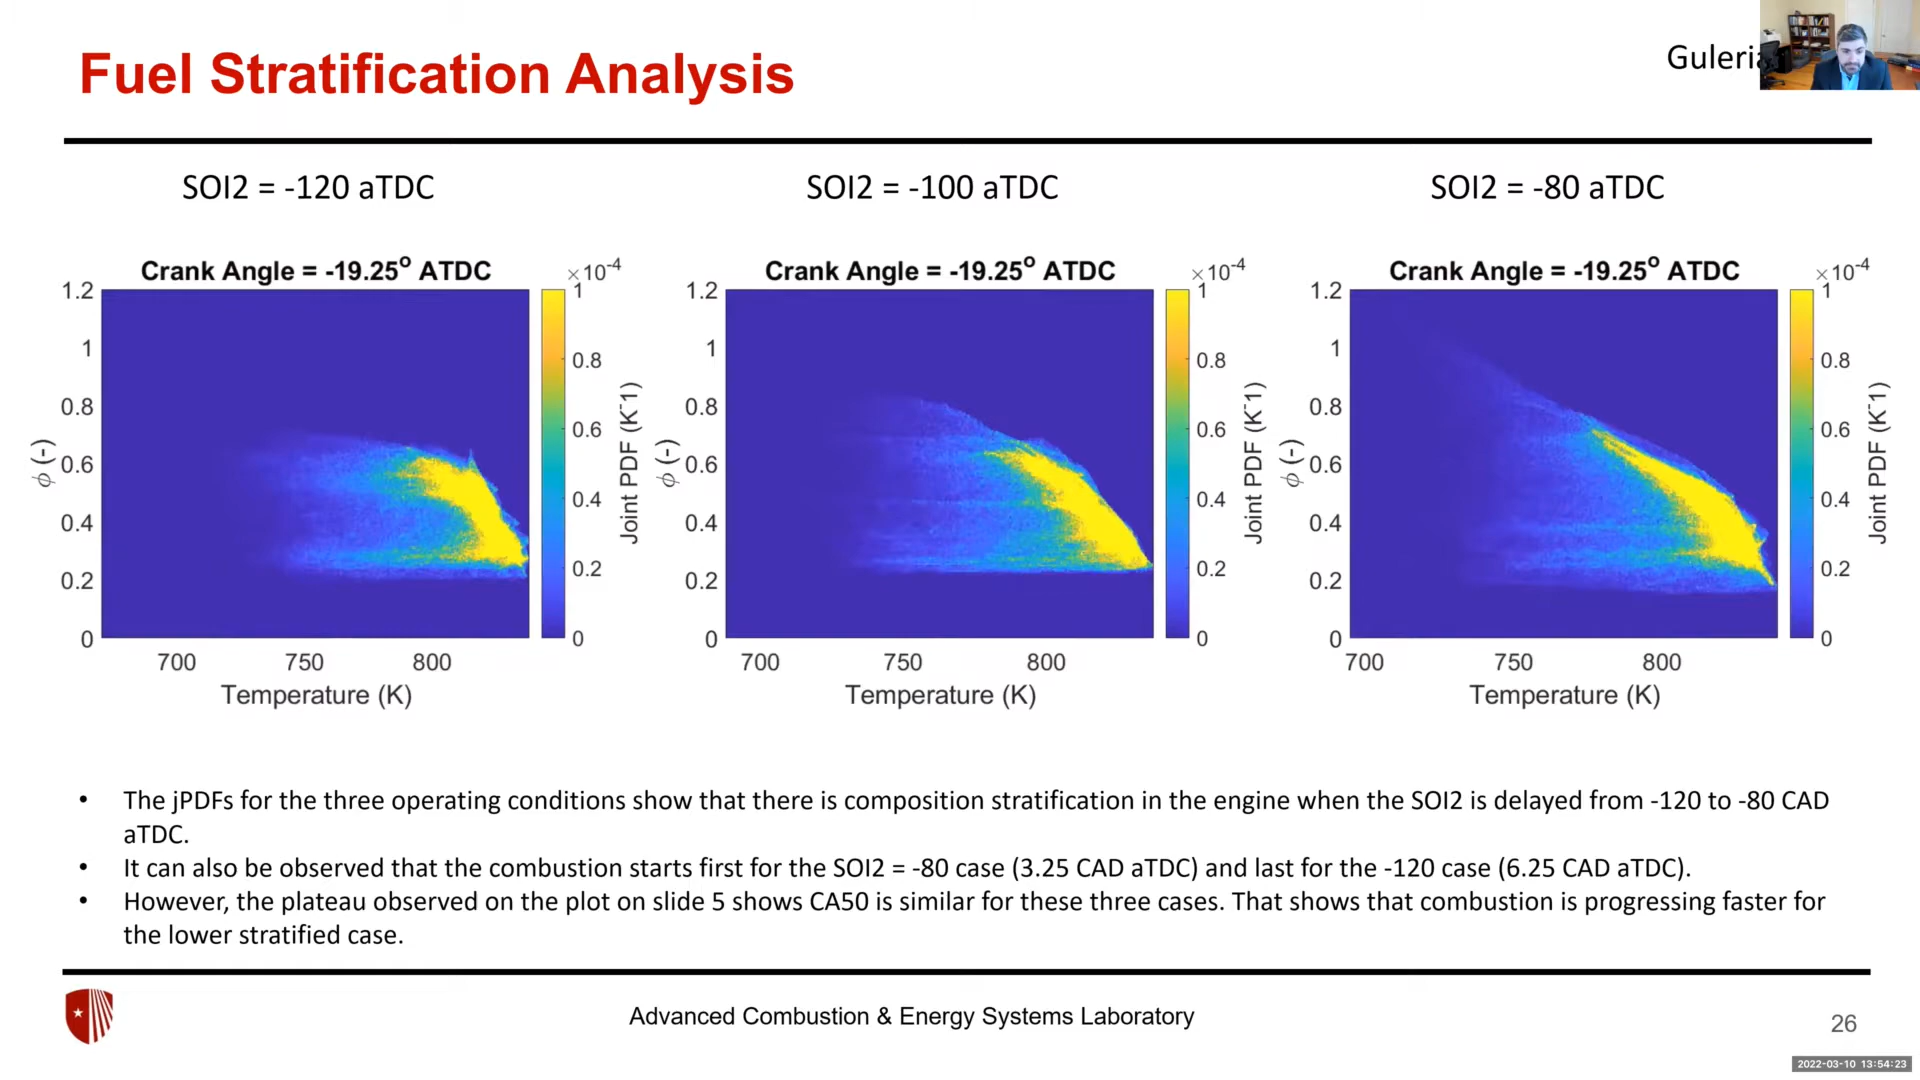 Fuel Stratification Analysis
Guleria
SOI2 = -120 aTDC
SOI2 = -100 aTDC
SOI2 = -80 aTDC
Crank Angle = -19.25° ATDC
×10-4
1.2
1
0.8
0.6
0.4
0.2
0
ϕ (-)
700 750 800
Temperature (K)
1
0.8
0.6
0.4
0.2
0
Joint PDF (K-1)
Crank Angle = -19.25° ATDC
×10-4
1.2
1
0.8
0.6
0.4
0.2
0
ϕ (-)
700 750 800
Temperature (K)
1
0.8
0.6
0.4
0.2
0
Joint PDF (K-1)
Crank Angle = -19.25° ATDC
×10-4
1.2
1
0.8
0.6
0.4
0.2
0
ϕ (-)
700 750 800
Temperature (K)
1
0.8
0.6
0.4
0.2
0
Joint PDF (K-1)
• The jPDFs for the three operating conditions show that there is composition stratification in the engine when the SOI2 is delayed from -120 to -80 CAD
aTDC.
• It can also be observed that the combustion starts first for the SOI2 = -80 case (3.25 CAD aTDC) and last for the -120 case (6.25 CAD aTDC).
• However, the plateau observed on the plot on slide 5 shows CA50 is similar for these three cases. That shows that combustion is progressing faster for
the lower stratified case.
Advanced Combustion & Energy Systems Laboratory
26
2022-03-10 13:54:23